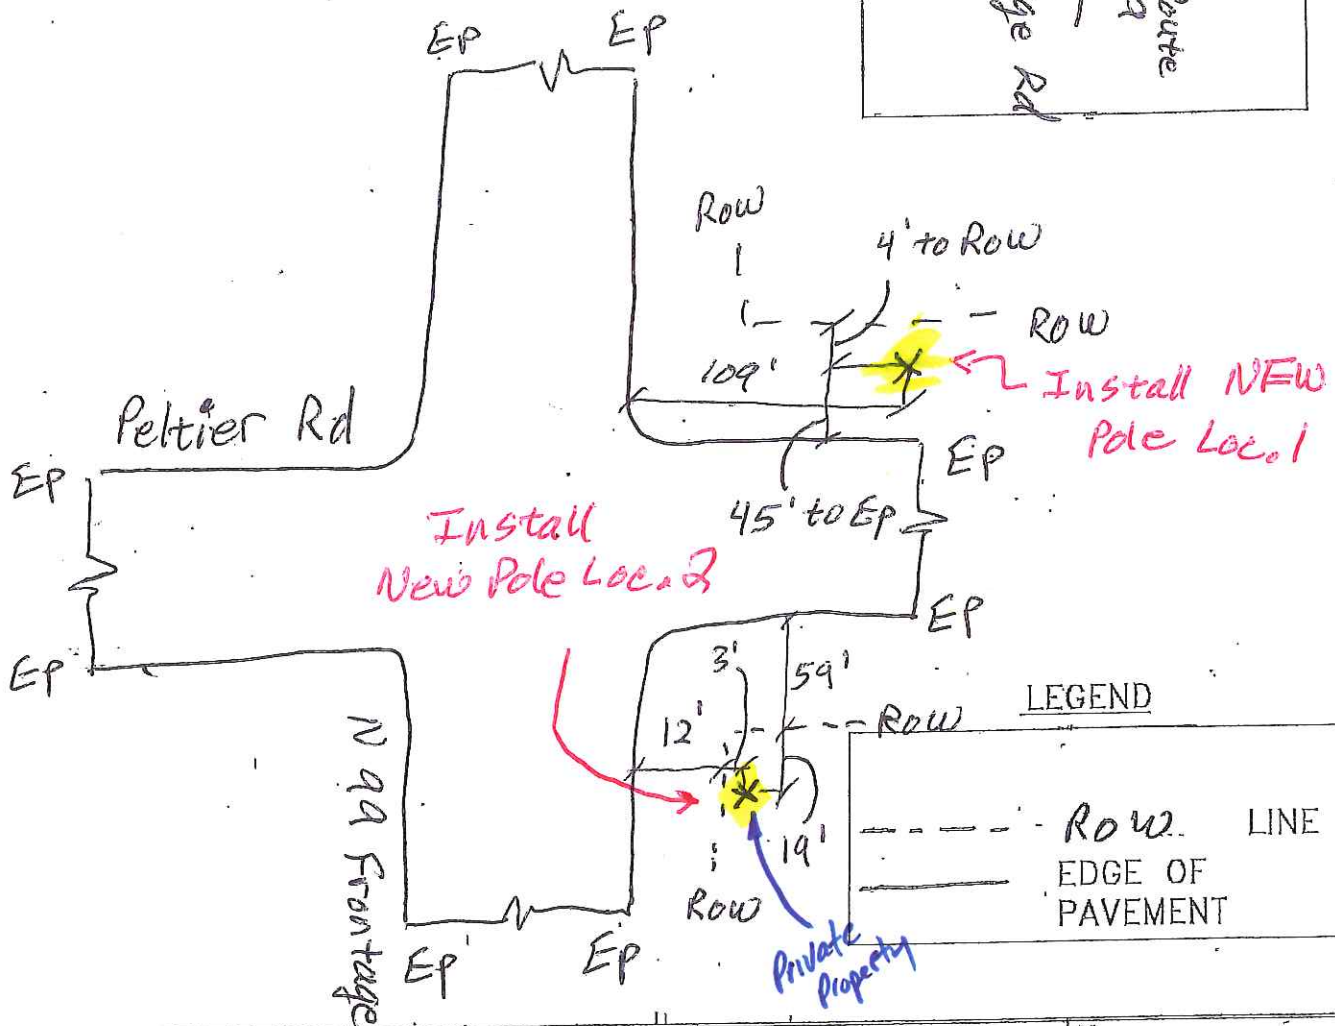 Ep
Ep
oute
ge Rd
Row
4' to Row
Row
109'
Install NEW
Pole Loc. 1
Peltier Rd
Ep
Ep
45' to Ep
Install
New Pole Loc. 2
Ep
Ep
3'
59'
12'
Row
LEGEND
N 99 Frontage
Row LINE
EDGE OF
PAVEMENT
19'
Row
Private
Property
Ep
Ep